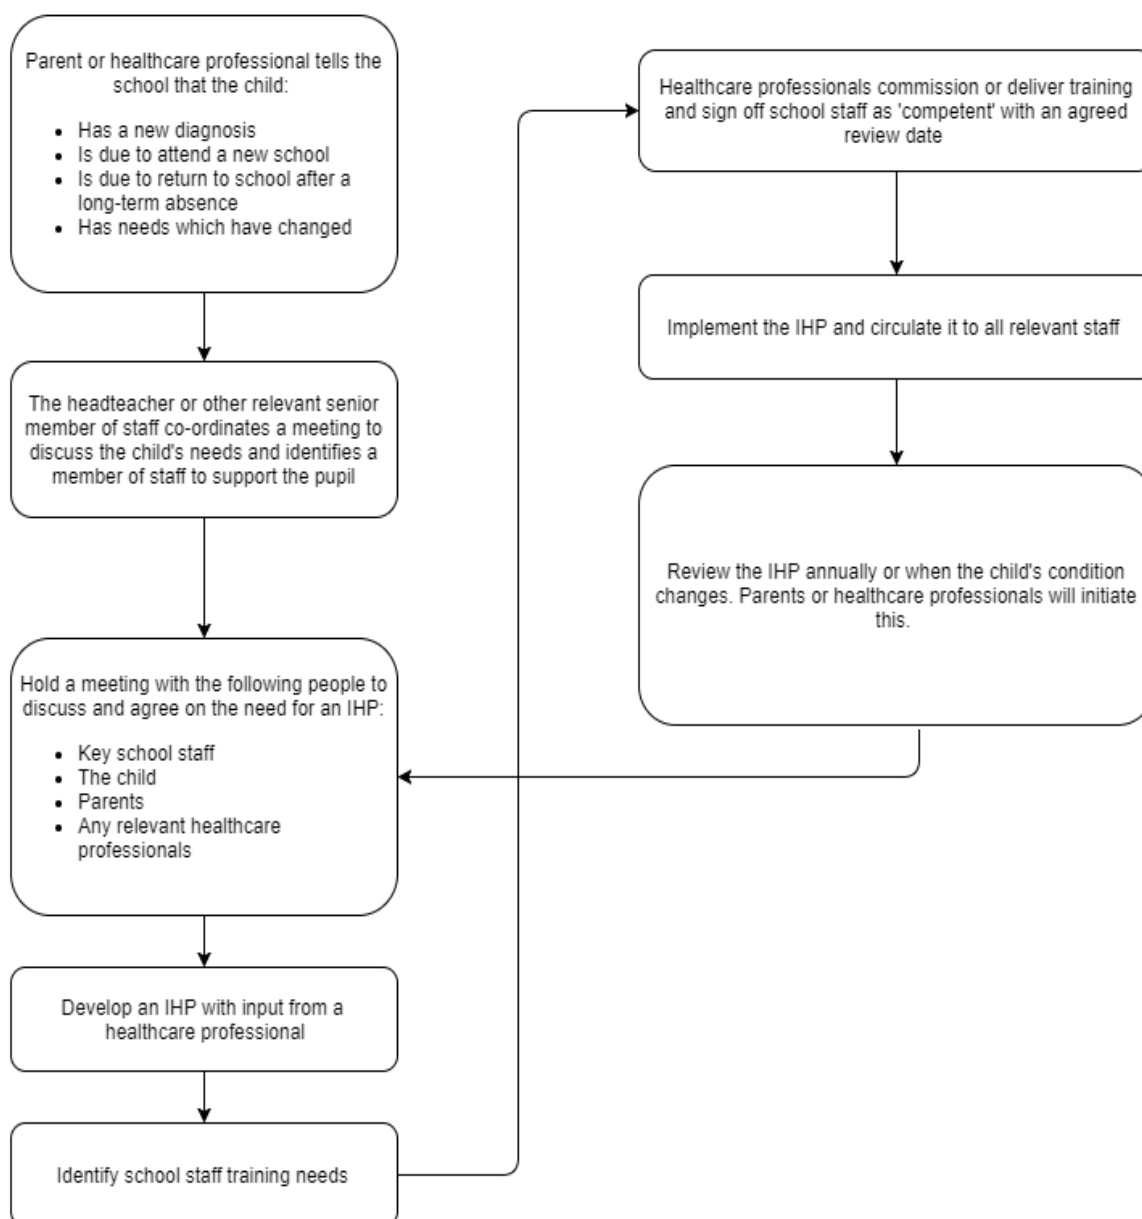 Parent or healthcare professional tells the
school that the child:
• Has a new diagnosis
• Is due to attend a new school
• Is due to return to school after a
long-term absence
• Has needs which have changed
The headteacher or other relevant senior
member of staff co-ordinates a meeting to
discuss the child's needs and identifies a
member of staff to support the pupil
Hold a meeting with the following people to
discuss and agree on the need for an IHP:
• Key school staff
• The child
• Parents
• Any relevant healthcare
professionals
Develop an IHP with input from a
healthcare professional
Identify school staff training needs
Healthcare professionals commission or deliver training
and sign off school staff as 'competent' with an agreed
review date
Implement the IHP and circulate it to all relevant staff
Review the IHP annually or when the child's condition
changes. Parents or healthcare professionals will initiate
this.